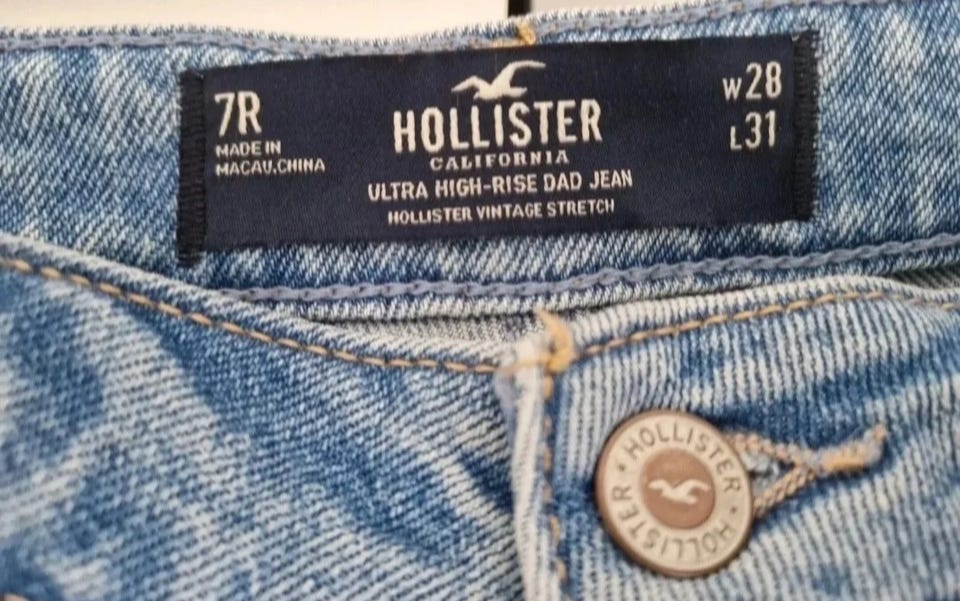 7R
MADE IN
MACAU.CHINA
HOLLISTER
CALIFORNIA
ULTRA HIGH-RISE DAD JEAN
HOLLISTER VINTAGE STRETCH
W28
L31
HOLLISTER • HOLLISTER •